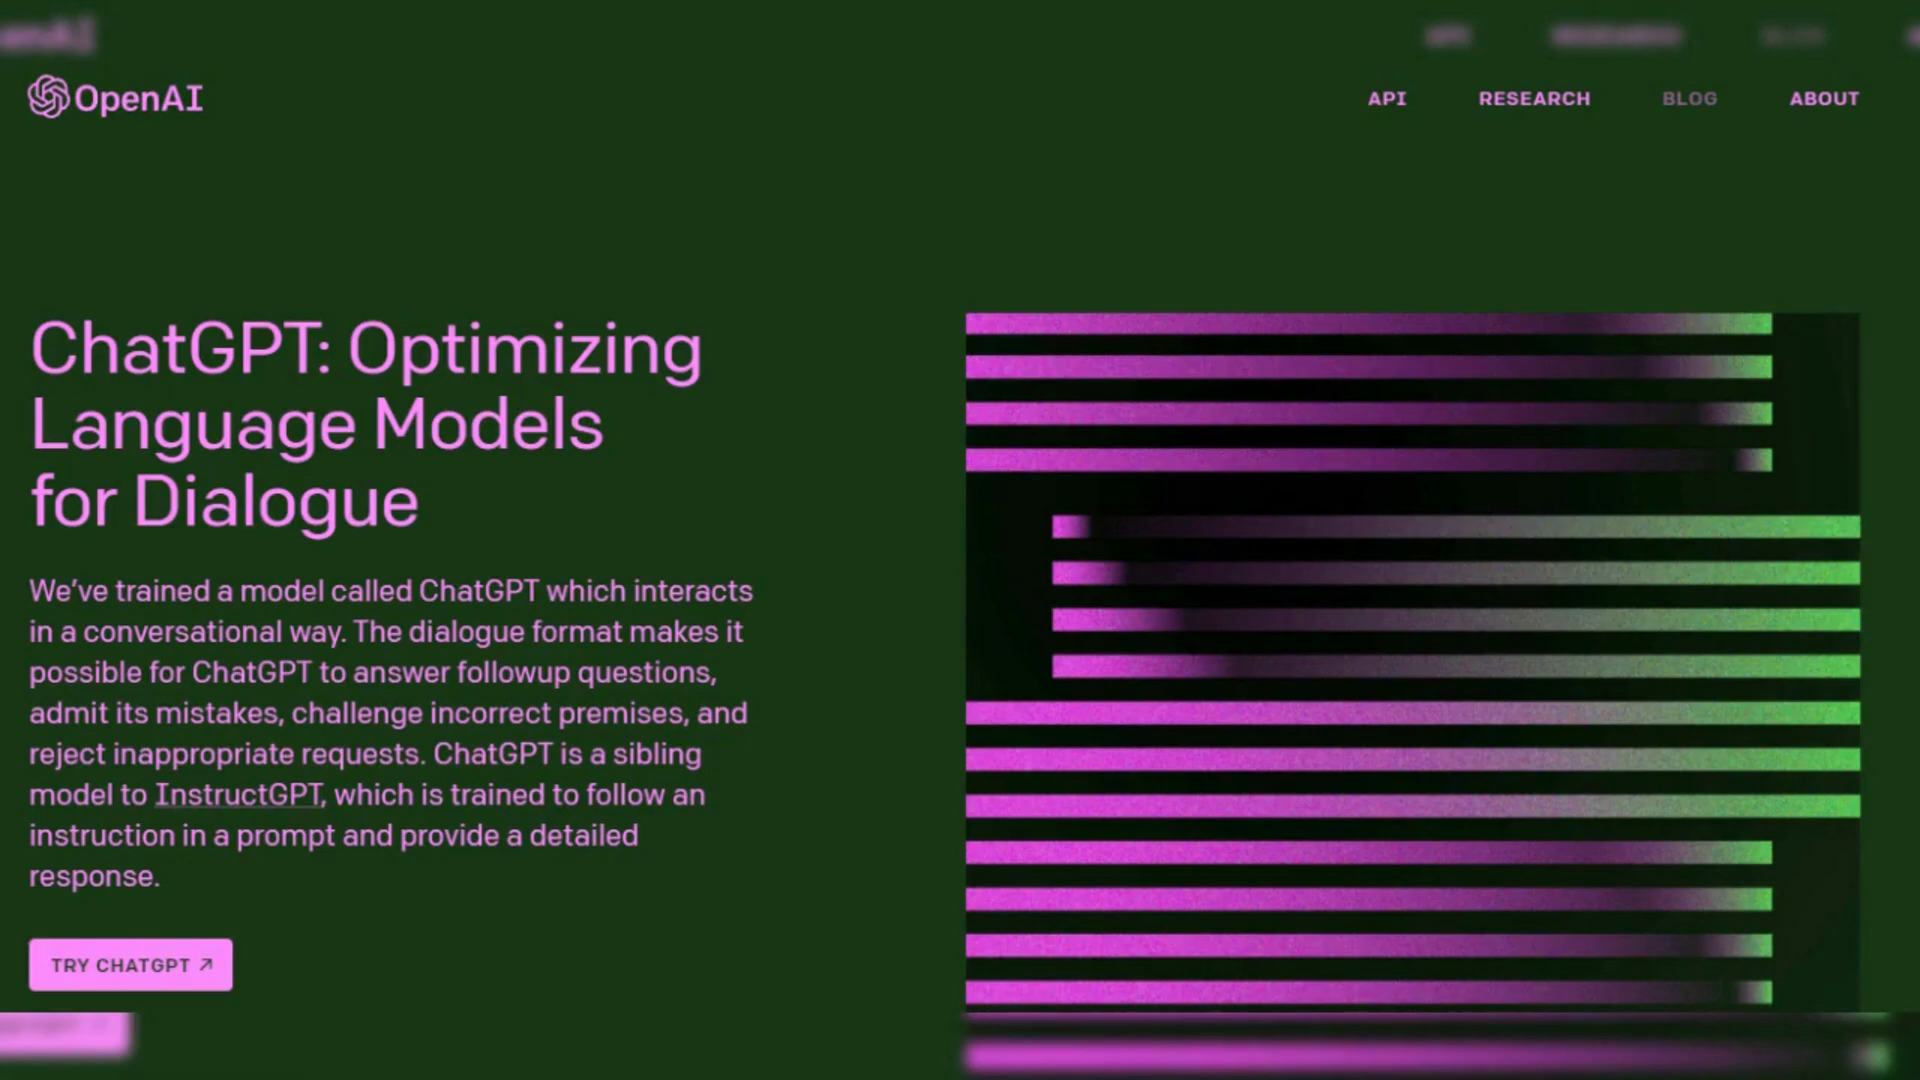 OpenAI
API RESEARCH BLOG ABOUT
ChatGPT: Optimizing
Language Models
for Dialogue
We’ve trained a model called ChatGPT which interacts
in a conversational way. The dialogue format makes it
possible for ChatGPT to answer followup questions,
admit its mistakes, challenge incorrect premises, and
reject inappropriate requests. ChatGPT is a sibling
model to InstructGPT, which is trained to follow an
instruction in a prompt and provide a detailed
response.
TRY CHATGPT ↗